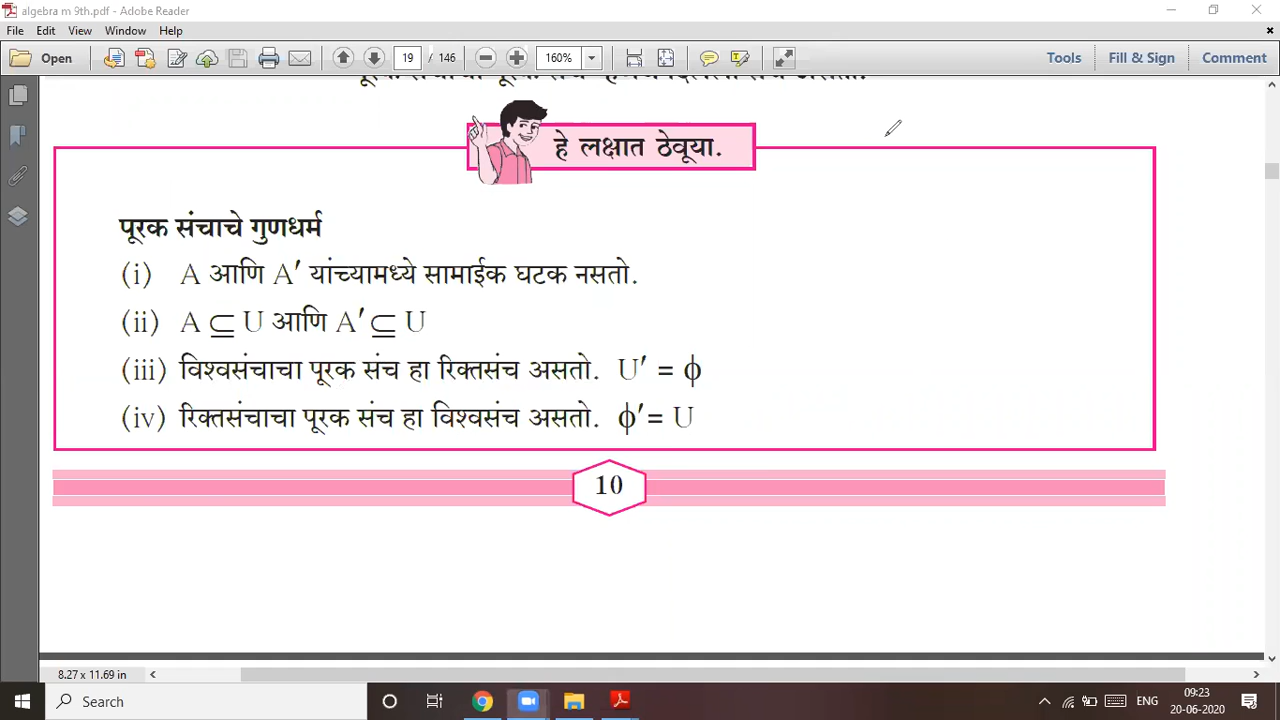 algebra m 9th.pdf - Adobe Reader
File Edit View Window Help
Open 19 / 146 160% Tools Fill & Sign Comment
हे लक्षात ठेवूया.
पूरक संचाचे गुणधर्म
(i) A आणि A′ यांच्यामध्ये सामाईक घटक नसतो.
(ii) A ⊆ U आणि A′ ⊆ U
(iii) विश्वसंचाचा पूरक संच हा रिक्तसंच असतो. U′ = ϕ
(iv) रिक्तसंचाचा पूरक संच हा विश्वसंच असतो. ϕ′ = U
10
8.27 x 11.69 in
Search ENG 09:23
20-06-2020